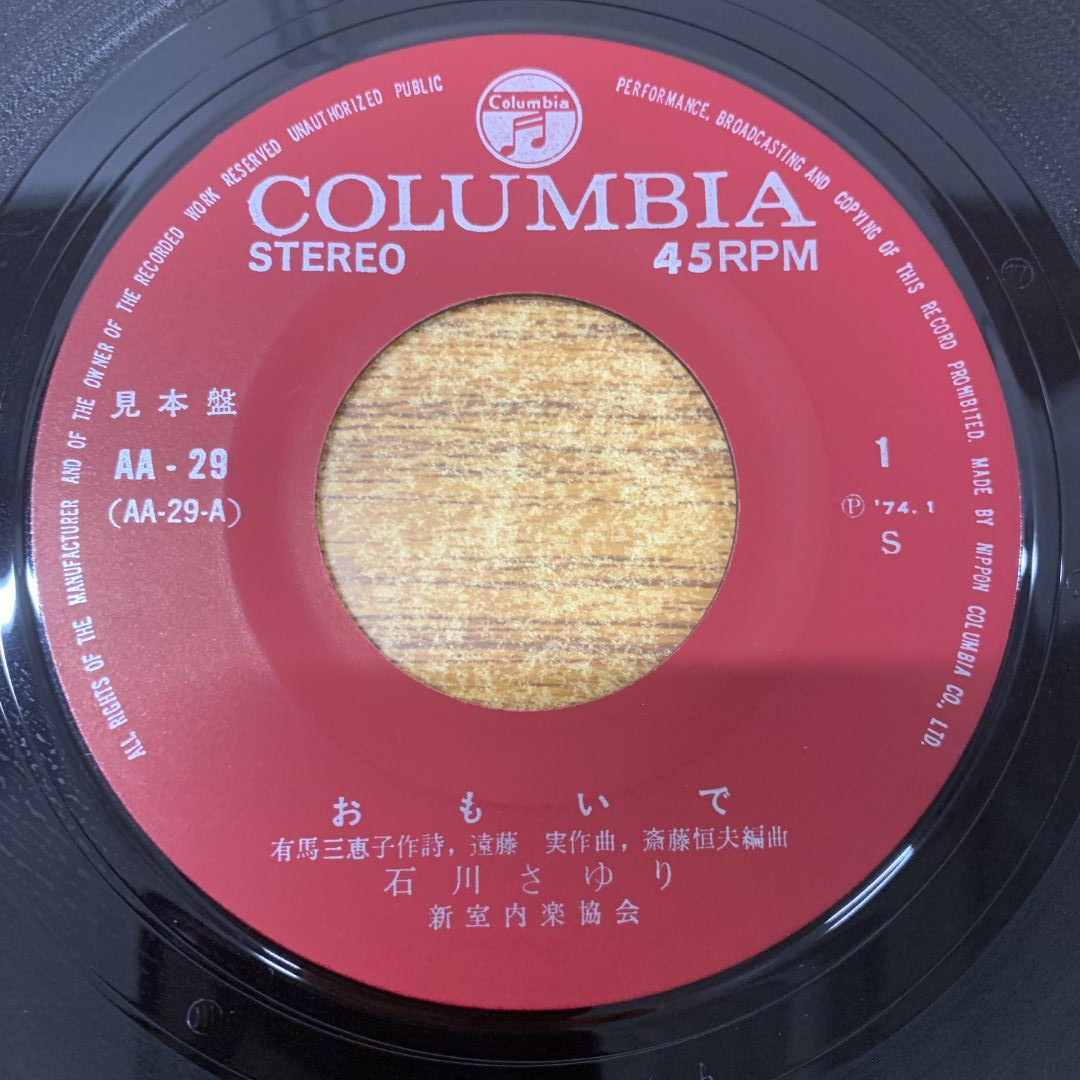 Columbia
COLUMBIA
STEREO
45RPM
ALL RIGHTS OF THE MANUFACTURER AND OF THE OWNER OF THE RECORDED WORK RESERVED UNAUTHORIZED PUBLIC PERFORMANCE, BROADCASTING AND COPYING OF THIS RECORD PROHIBITED. MADE BY NIPPON COLUMBIA CO., LTD.
見本盤
AA-29
(AA-29-A)
1
Ⓟ '74.1
S
おもいで
有馬三恵子作詩, 遠藤 実作曲, 斎藤恒夫編曲
石川さゆり
新室内楽協会